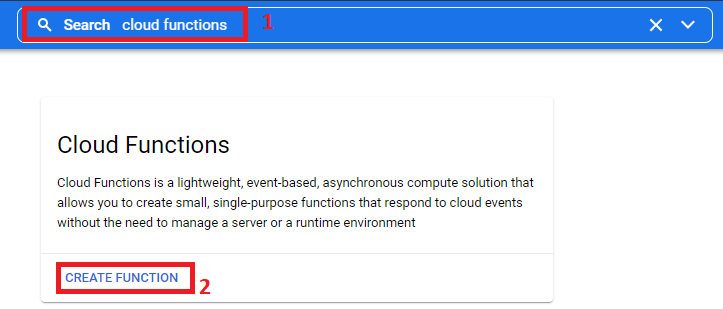 Search cloud functions 1
Cloud Functions
Cloud Functions is a lightweight, event-based, asynchronous compute solution that
allows you to create small, single-purpose functions that respond to cloud events
without the need to manage a server or a runtime environment
CREATE FUNCTION 2